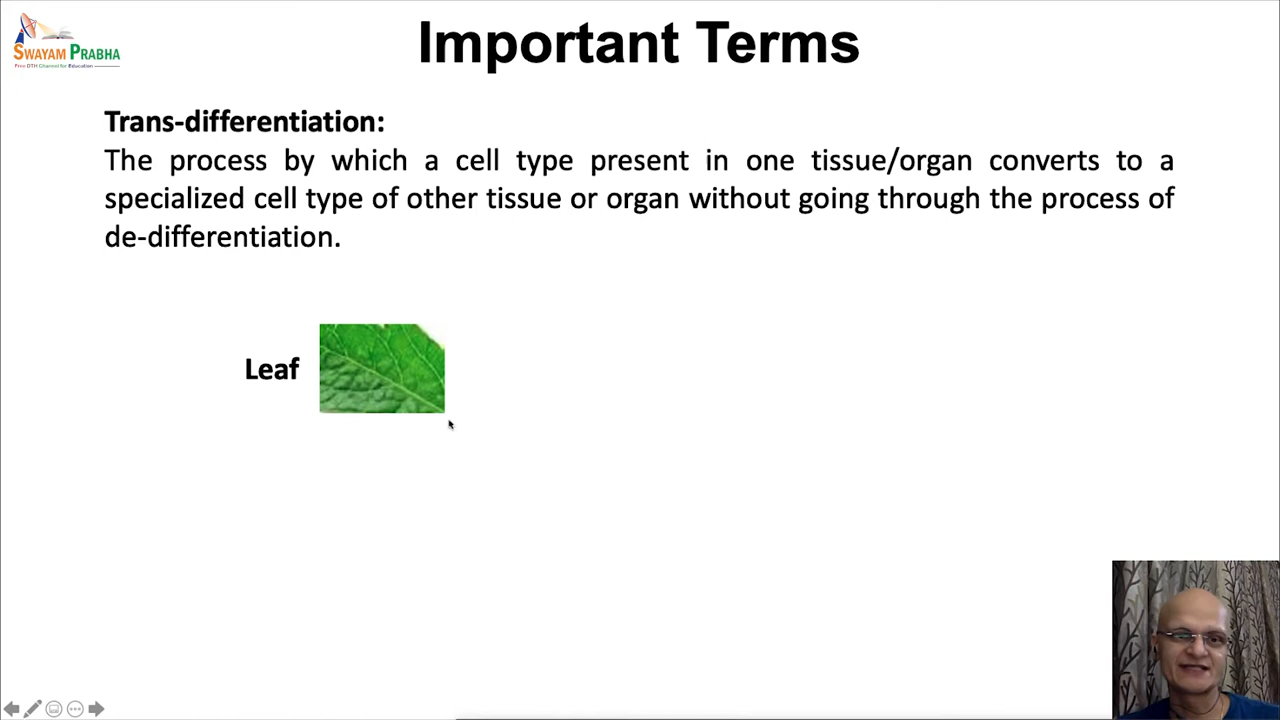 Important Terms
SWAYAM PRABHA
Free DTH Channel for Education
Trans-differentiation:
The process by which a cell type present in one tissue/organ converts to a
specialized cell type of other tissue or organ without going through the process of
de-differentiation.
Leaf